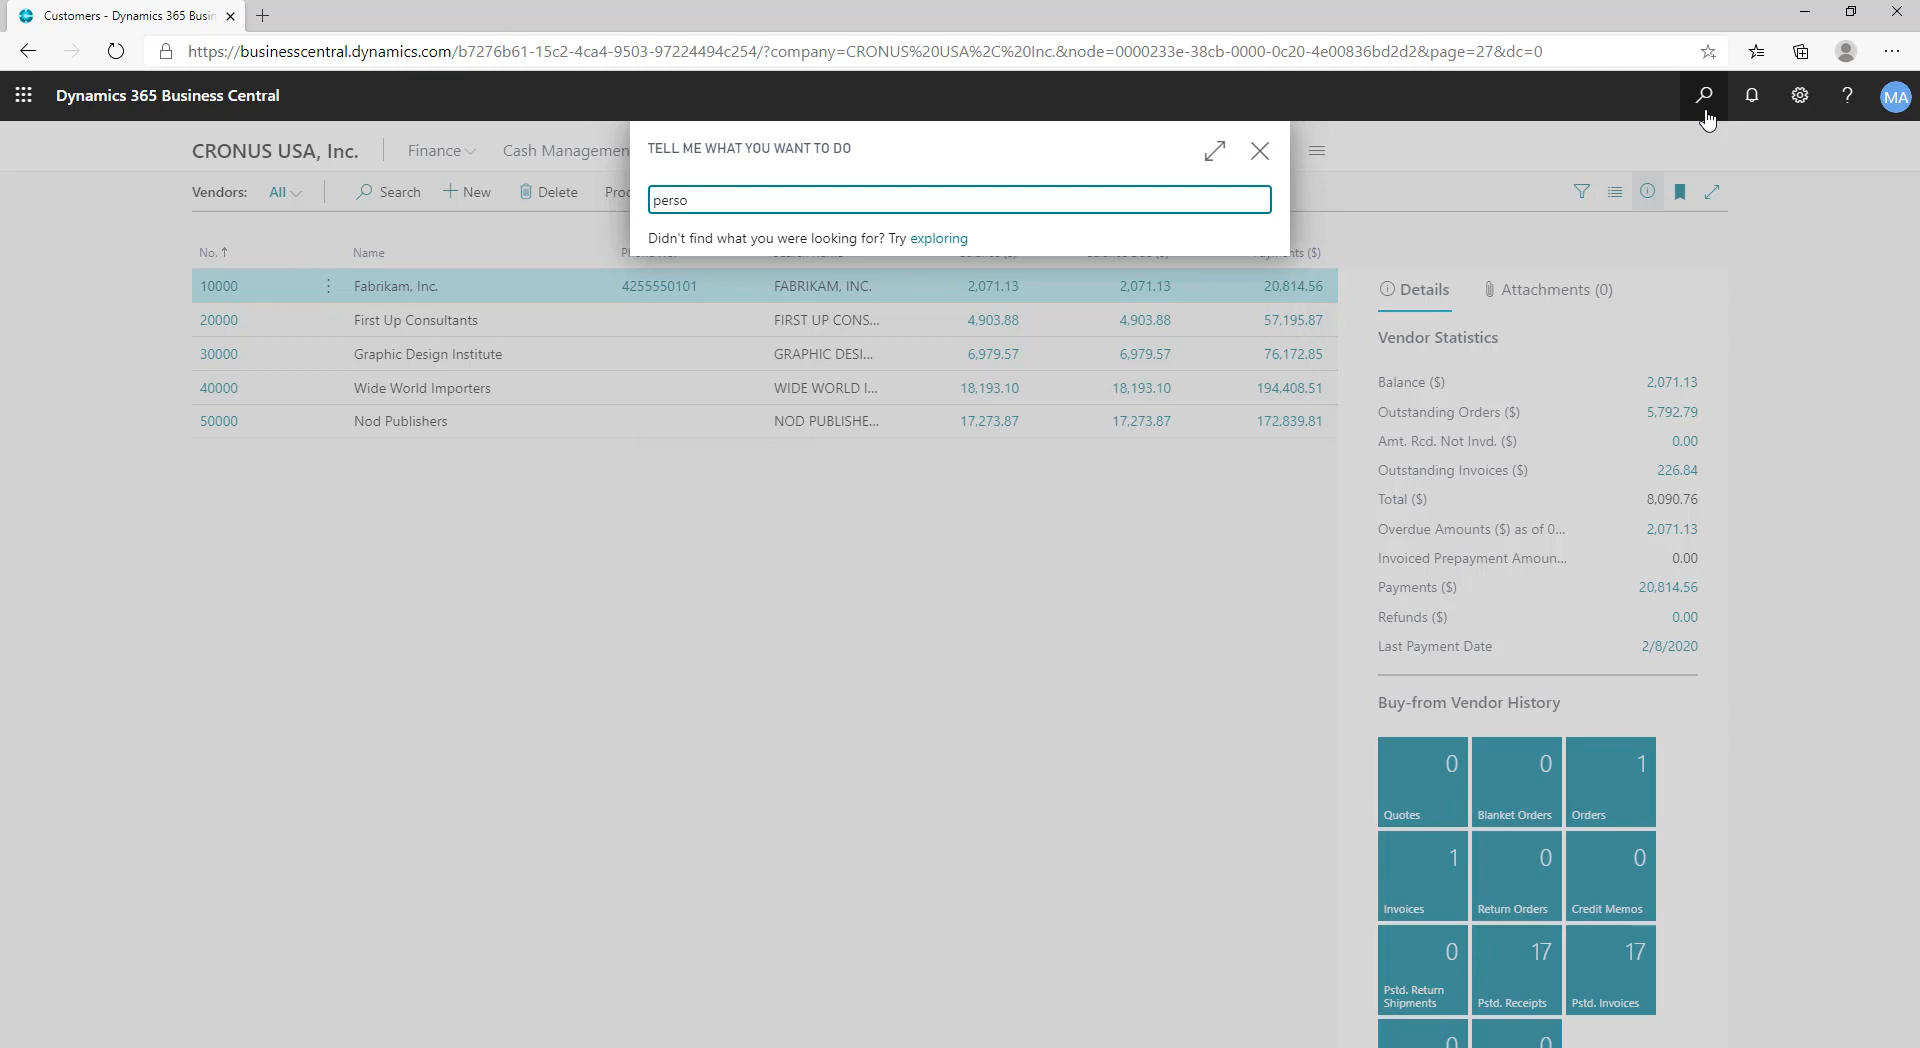 Customers - Dynamics 365 Busin
https://businesscentral.dynamics.com/b7276b61-15c2-4ca4-9503-97224494c254/?company=CRONUS%20USA%2C%20Inc.&node=0000233e-38cb-0000-0c20-4e00836bd2d2&page=27&dc=0
Dynamics 365 Business Central
MA
CRONUS USA, Inc. Finance Cash Managemen
TELL ME WHAT YOU WANT TO DO
Vendors: All Search New Delete Proc
perso
Didn't find what you were looking for? Try exploring
No. ↑ Name ($)
10000 Fabrikam, Inc. 4255550101 FABRIKAM, INC. 2,071.13 2,071.13 20,814.56
20000 First Up Consultants FIRST UP CONS... 4,903.88 4,903.88 57,195.87
30000 Graphic Design Institute GRAPHIC DESI... 6,979.57 6,979.57 76,172.85
40000 Wide World Importers WIDE WORLD I... 18,193.10 18,193.10 194,408.51
50000 Nod Publishers NOD PUBLISHE... 17,273.87 17,273.87 172,839.81
Details Attachments (0)
Vendor Statistics
Balance ($) 2,071.13
Outstanding Orders ($) 5,792.79
Amt. Rcd. Not Invd. ($) 0.00
Outstanding Invoices ($) 226.84
Total ($) 8,090.76
Overdue Amounts ($) as of 0... 2,071.13
Invoiced Prepayment Amoun... 0.00
Payments ($) 20,814.56
Refunds ($) 0.00
Last Payment Date 2/8/2020
Buy-from Vendor History
0 0 1
Quotes Blanket Orders Orders
1 0 0
Invoices Return Orders Credit Memos
0 17 17
Pstd. Return
Shipments Pstd. Receipts Pstd. Invoices
0 0